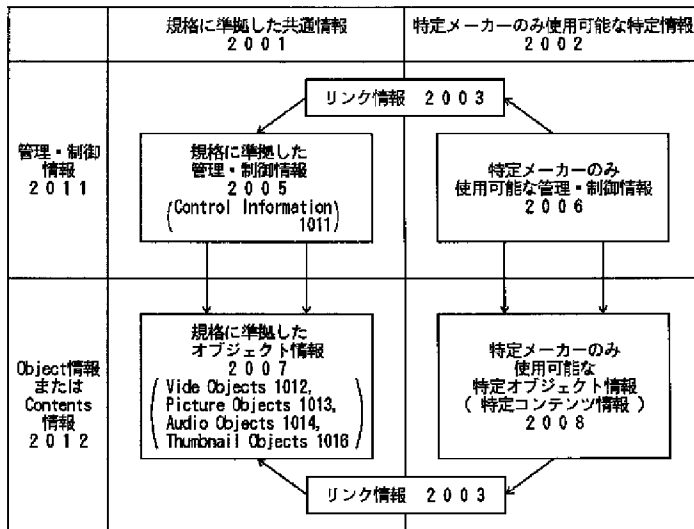 規格に準拠した共通情報
2001
特定メーカーのみ使用可能な特定情報
2002
リンク情報 2003
管理・制御
情報
2011
規格に準拠した
管理・制御情報
2005
(Control Information
1011)
特定メーカーのみ
使用可能な管理・制御情報
2006
Object情報
または
Contents
情報
2012
規格に準拠した
オブジェクト情報
2007
(Vide Objects 1012,
Picture Objects 1013,
Audio Objects 1014,
Thumbnail Objects 1016)
特定メーカーのみ
使用可能な
特定オブジェクト情報
(特定コンテンツ情報)
2008
リンク情報 2003